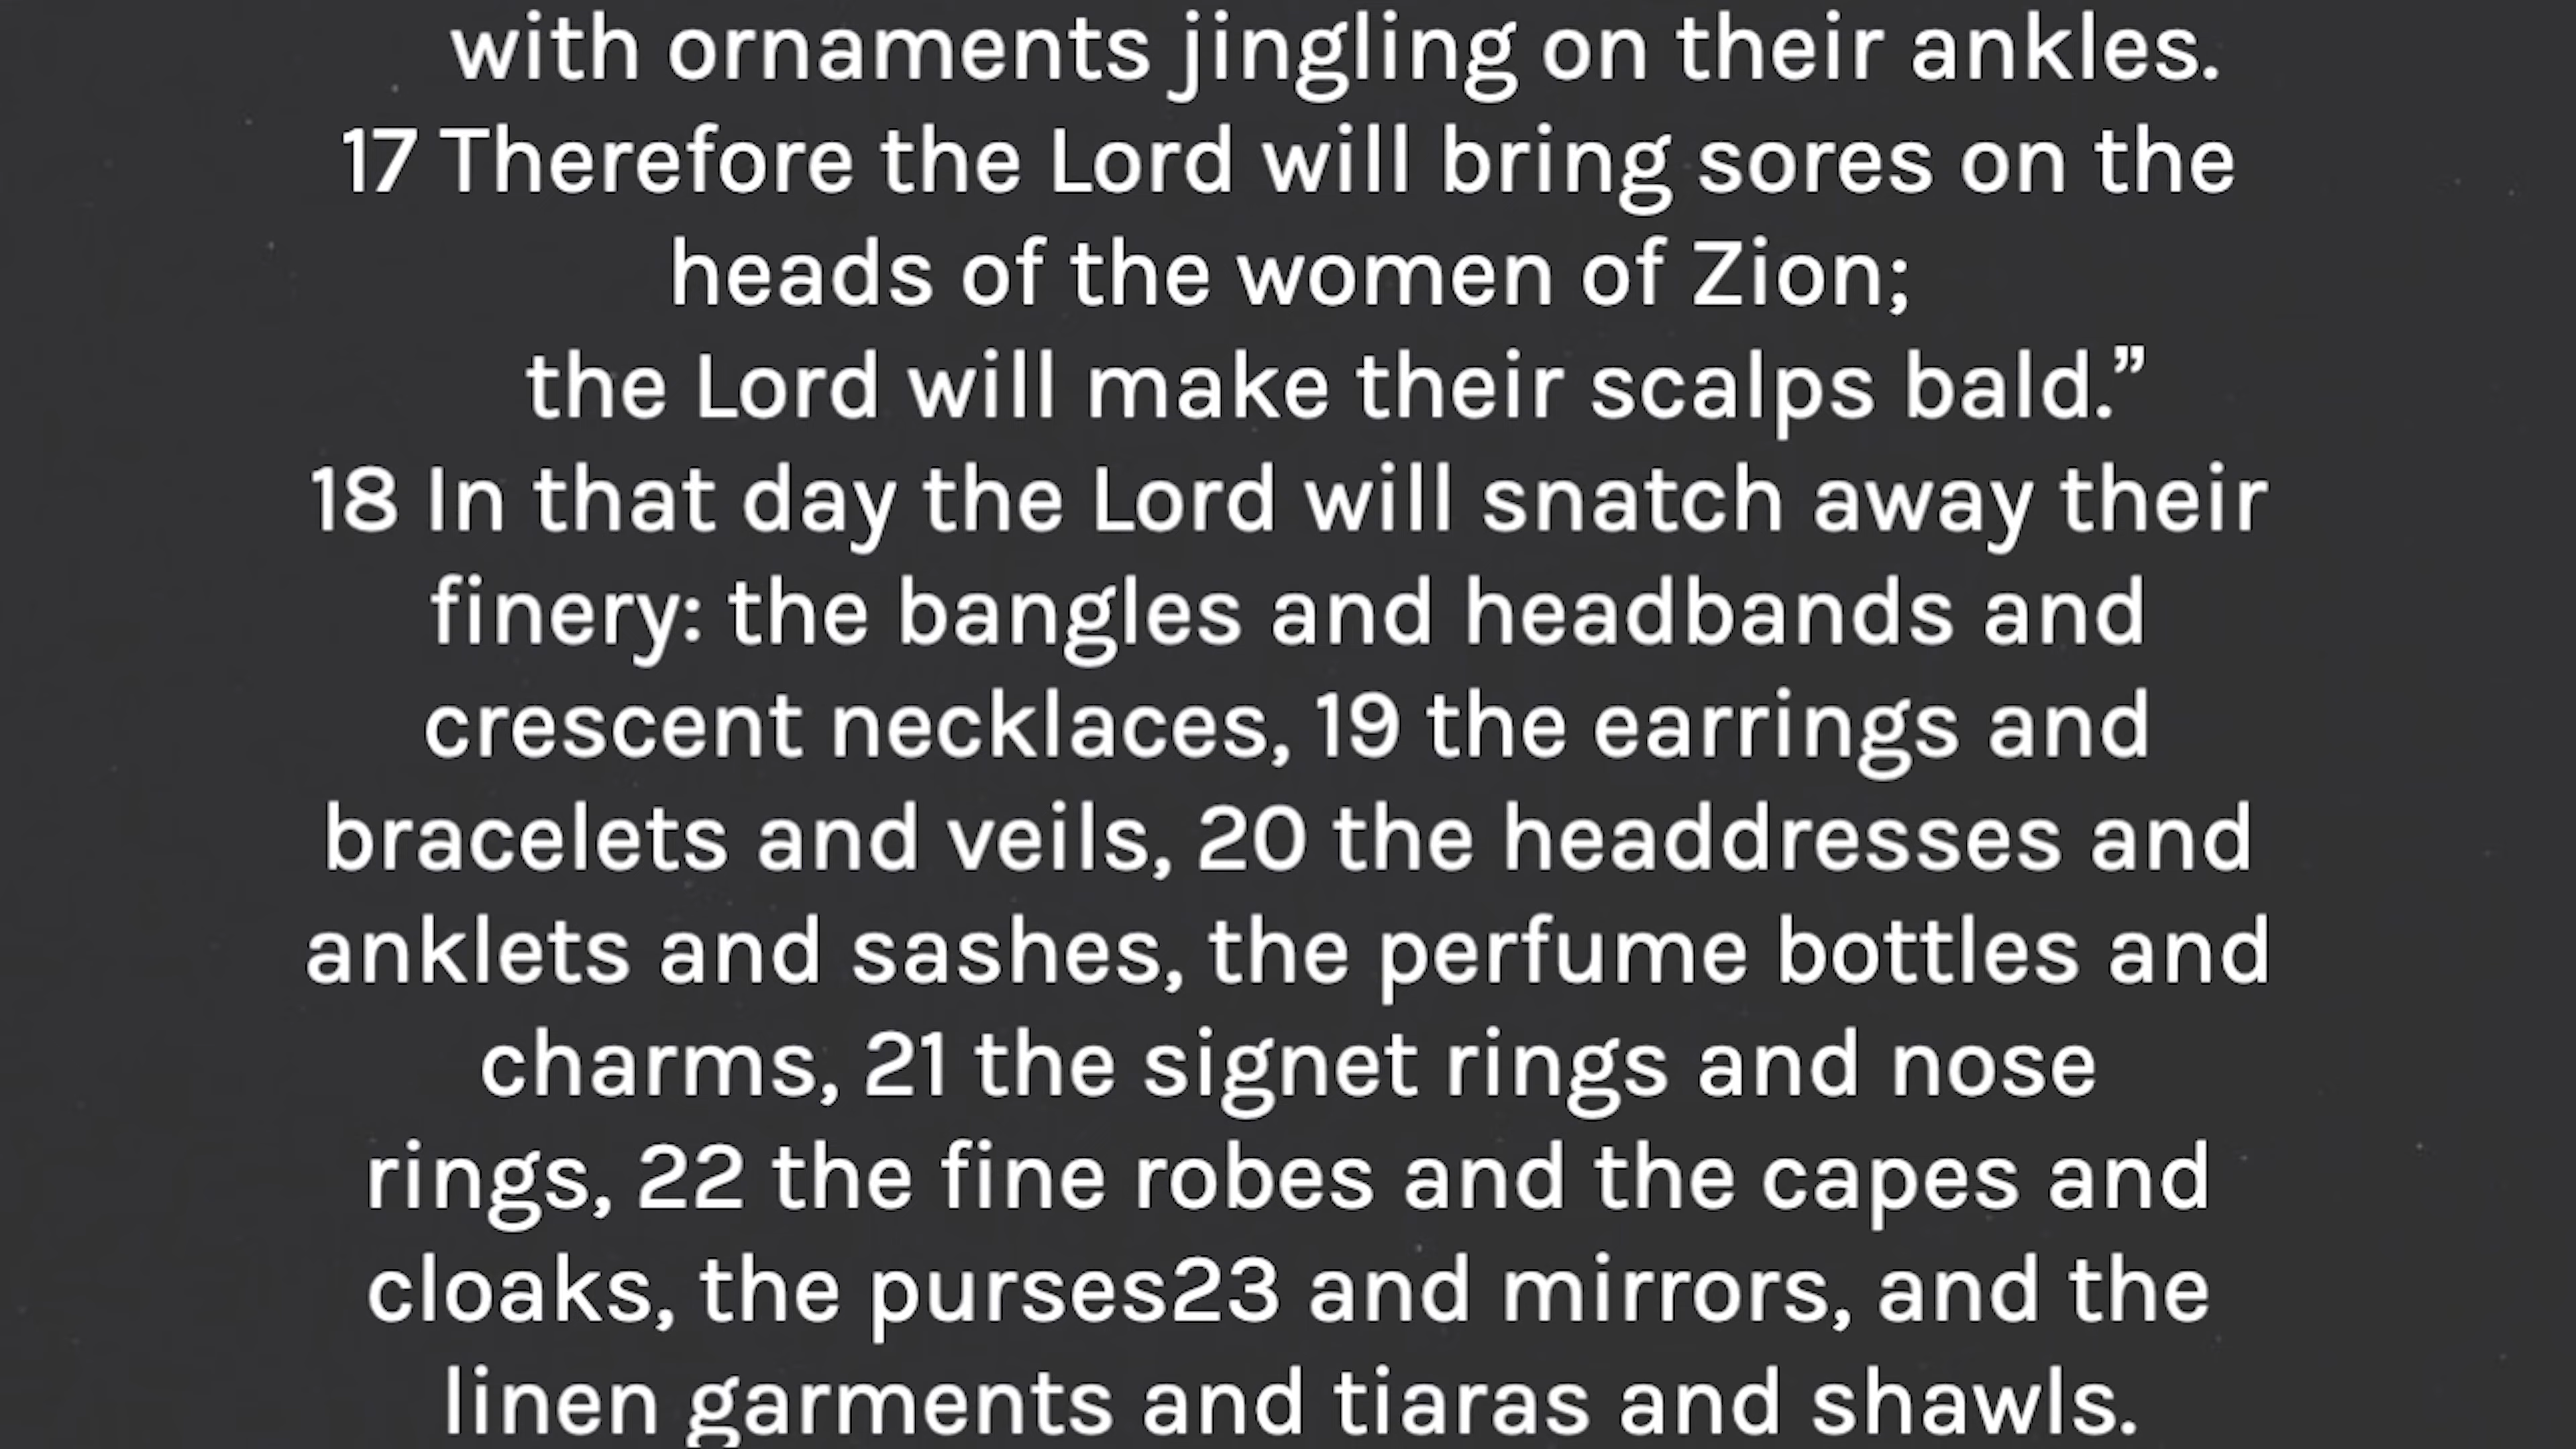 with ornaments jingling on their ankles.
17 Therefore the Lord will bring sores on the
heads of the women of Zion;
the Lord will make their scalps bald.”
18 In that day the Lord will snatch away their
finery: the bangles and headbands and
crescent necklaces, 19 the earrings and
bracelets and veils, 20 the headdresses and
anklets and sashes, the perfume bottles and
charms, 21 the signet rings and nose
rings, 22 the fine robes and the capes and
cloaks, the purses23 and mirrors, and the
linen garments and tiaras and shawls.